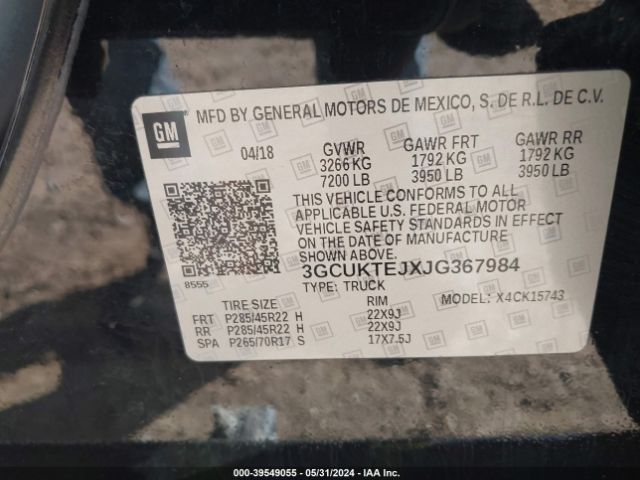 MFD BY GENERAL MOTORS DE MEXICO, S. DE R.L. DE C.V.
GM
04/18 GVWR GAWR FRT GAWR RR
3266 KG 1792 KG 1792 KG
7200 LB 3950 LB 3950 LB
THIS VEHICLE CONFORMS TO ALL
APPLICABLE U.S. FEDERAL MOTOR
VEHICLE SAFETY STANDARDS IN EFFECT
ON THE DATE OF MANUFACTURE
SHOWN ABOVE.
8555
3GCUKTEJXJG367984
TYPE: TRUCK MODEL: X4CK15743
TIRE SIZE RIM
FRT P285/45R22 H 22X9J
RR P285/45R22 H 22X9J
SPA P265/70R17 S 17X7.5J
000-39549055 - 05/31/2024 - IAA Inc.